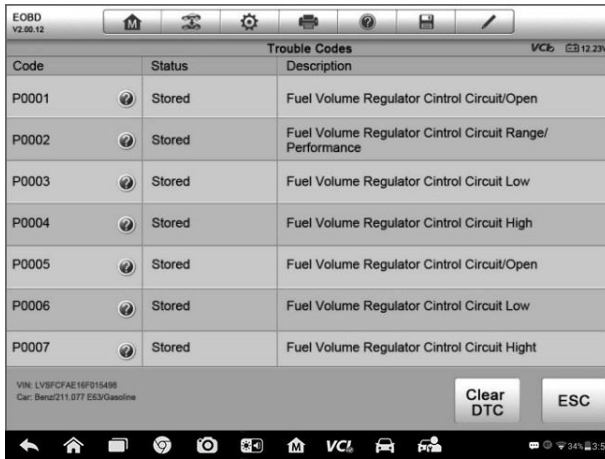 EOBD
V2.00.12
Trouble Codes
VCI 12.23V
Code Status Description
P0001 Stored Fuel Volume Regulator Cintrol Circuit/Open
P0002 Stored Fuel Volume Regulator Cintrol Circuit Range/
Performance
P0003 Stored Fuel Volume Regulator Cintrol Circuit Low
P0004 Stored Fuel Volume Regulator Cintrol Circuit High
P0005 Stored Fuel Volume Regulator Cintrol Circuit/Open
P0006 Stored Fuel Volume Regulator Cintrol Circuit Low
P0007 Stored Fuel Volume Regulator Cintrol Circuit Hight
VIN: LVSFCFAE16F015498
Car: Benz/211.077 E63/Gasoline
Clear
DTC
ESC
VCI
34%